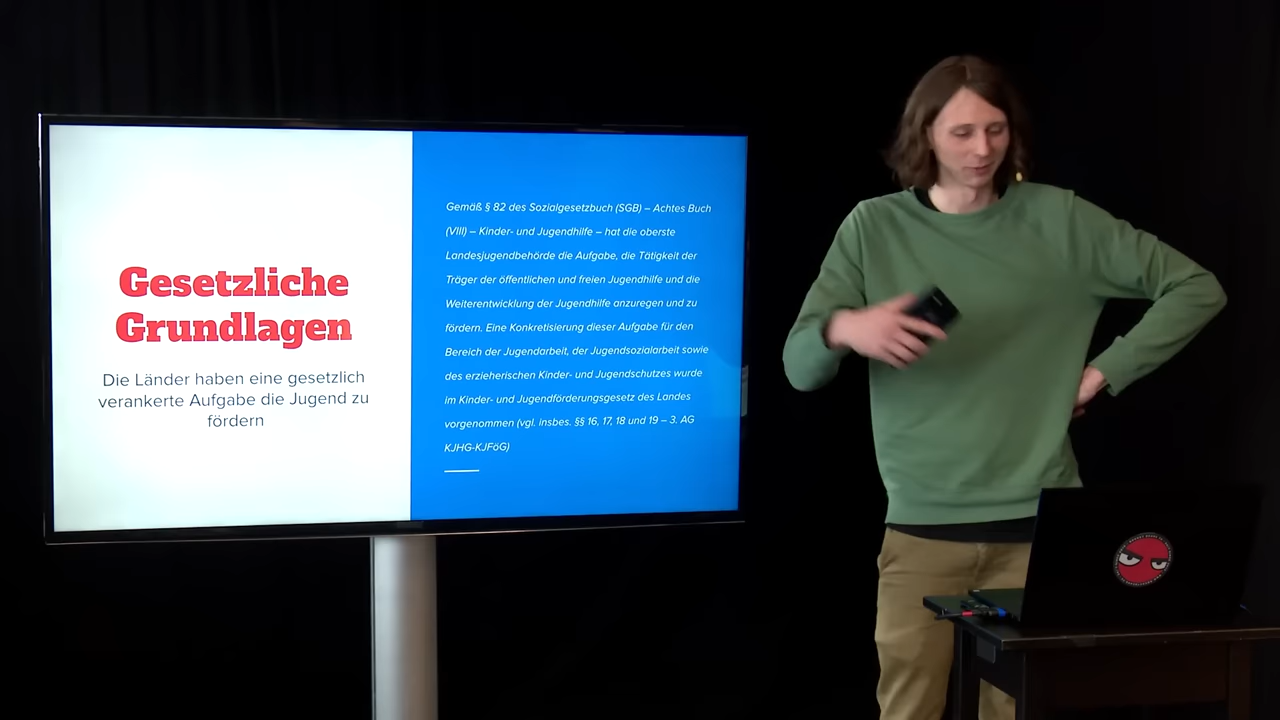 Gesetzliche
Grundlagen
Die Länder haben eine gesetzlich
verankerte Aufgabe die Jugend zu
fördern
Gemäß § 82 des Sozialgesetzbuch (SGB) – Achtes Buch
(VIII) – Kinder- und Jugendhilfe – hat die oberste
Landesjugendbehörde die Aufgabe, die Tätigkeit der
Träger der öffentlichen und freien Jugendhilfe und die
Weiterentwicklung der Jugendhilfe anzuregen und zu
fördern. Eine Konkretisierung dieser Aufgabe für den
Bereich der Jugendarbeit, der Jugendsozialarbeit sowie
des erzieherischen Kinder- und Jugendschutzes wurde
im Kinder- und Jugendförderungsgesetz des Landes
vorgenommen (vgl. insbes. §§ 16, 17, 18 und 19 – 3. AG
KJHG-KJFöG)